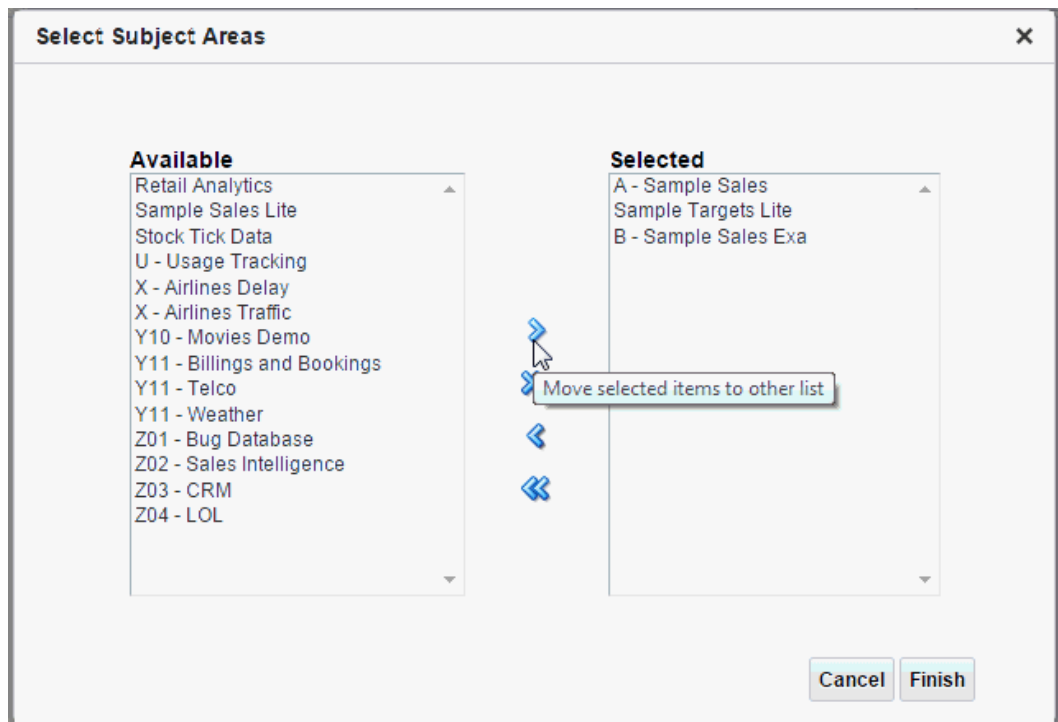 Select Subject Areas
Available
Retail Analytics
Sample Sales Lite
Stock Tick Data
U - Usage Tracking
X - Airlines Delay
X - Airlines Traffic
Y10 - Movies Demo
Y11 - Billings and Bookings
Y11 - Telco
Y11 - Weather
Z01 - Bug Database
Z02 - Sales Intelligence
Z03 - CRM
Z04 - LOL
Move selected items to other list
Selected
A - Sample Sales
Sample Targets Lite
B - Sample Sales Exa
Cancel
Finish